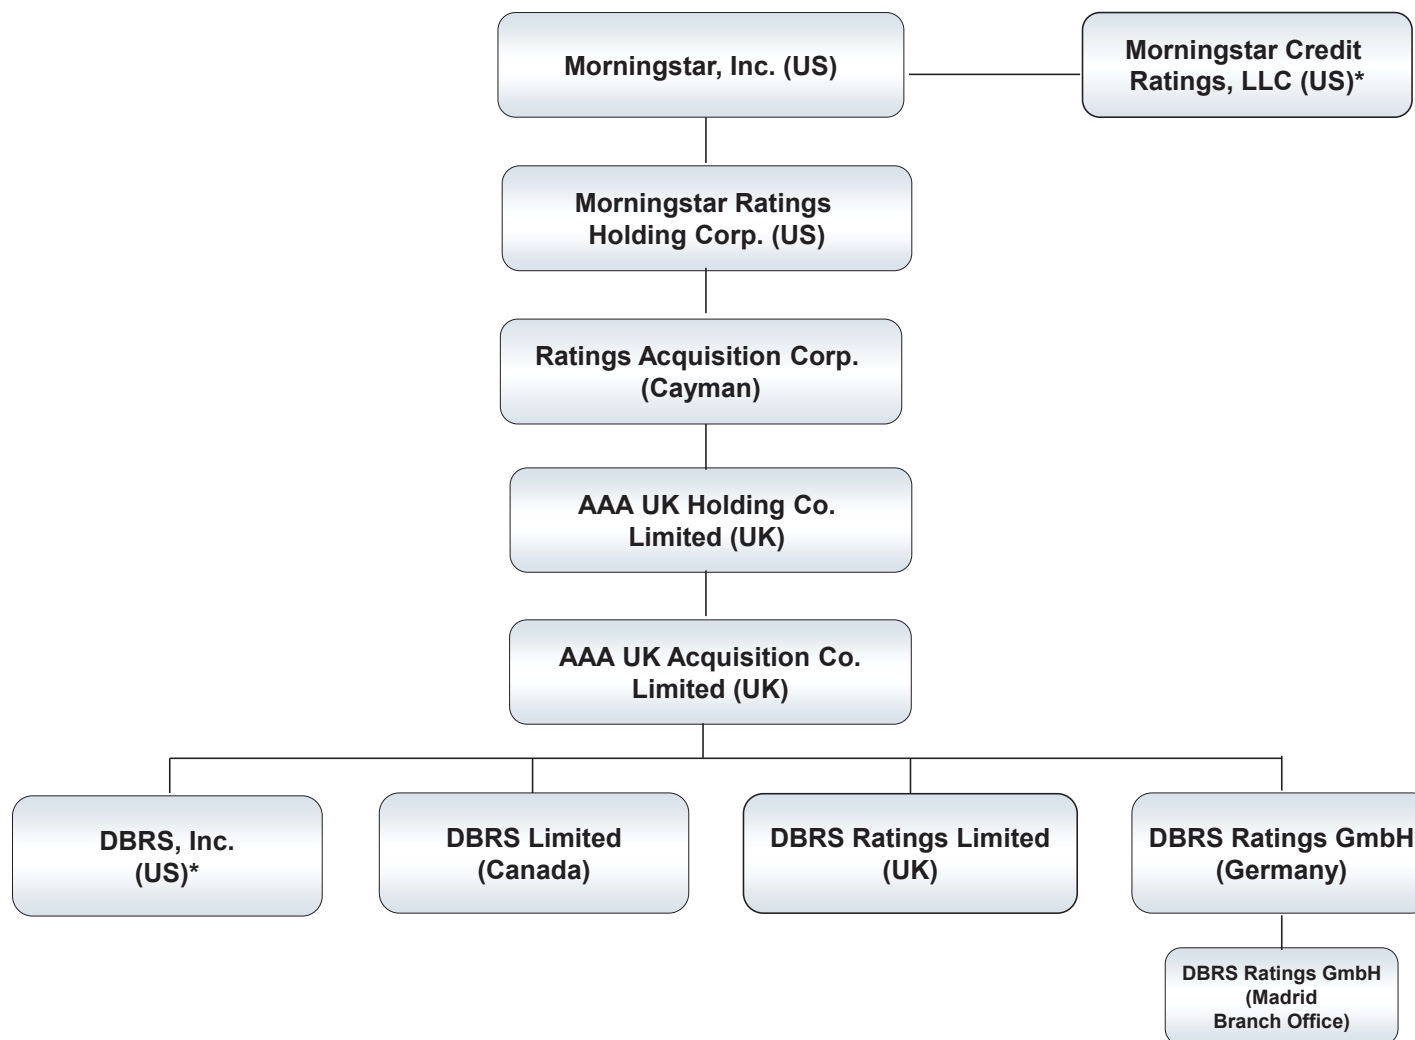 Morningstar, Inc. (US)
Morningstar Credit
Ratings, LLC (US)*
Morningstar Ratings
Holding Corp. (US)
Ratings Acquisition Corp.
(Cayman)
AAA UK Holding Co.
Limited (UK)
AAA UK Acquisition Co.
Limited (UK)
DBRS, Inc.
(US)*
DBRS Limited
(Canada)
DBRS Ratings Limited
(UK)
DBRS Ratings GmbH
(Germany)
DBRS Ratings GmbH
(Madrid
Branch Office)